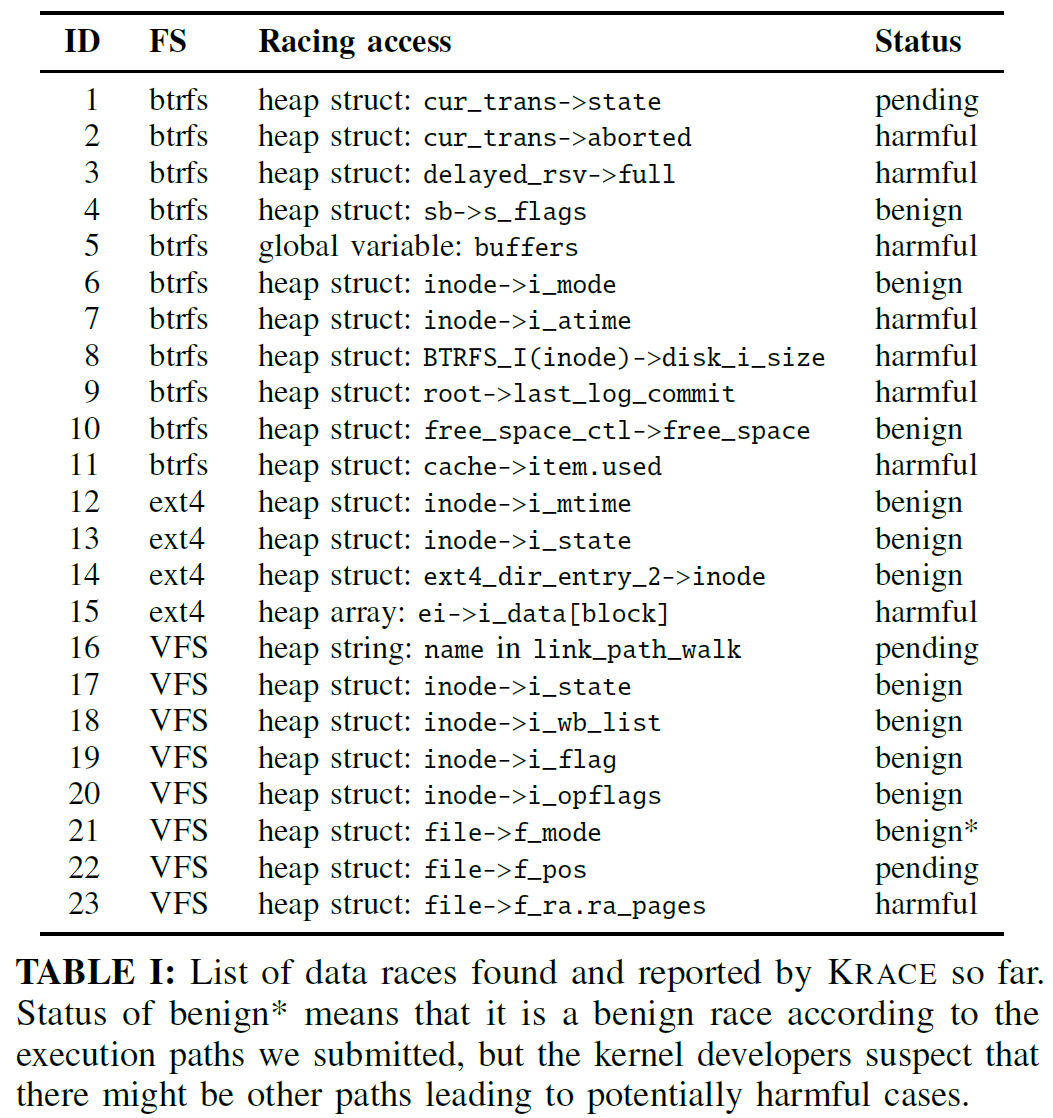 ID FS Racing access Status
1 btrfs heap struct: cur_trans->state pending
2 btrfs heap struct: cur_trans->aborted harmful
3 btrfs heap struct: delayed_rsv->full harmful
4 btrfs heap struct: sb->s_flags benign
5 btrfs global variable: buffers harmful
6 btrfs heap struct: inode->i_mode benign
7 btrfs heap struct: inode->i_atime harmful
8 btrfs heap struct: BTRFS_I(inode)->disk_i_size harmful
9 btrfs heap struct: root->last_log_commit harmful
10 btrfs heap struct: free_space_ctl->free_space benign
11 btrfs heap struct: cache->item.used harmful
12 ext4 heap struct: inode->i_mtime benign
13 ext4 heap struct: inode->i_state benign
14 ext4 heap struct: ext4_dir_entry_2->inode benign
15 ext4 heap array: ei->i_data[block] harmful
16 VFS heap string: name in link_path_walk pending
17 VFS heap struct: inode->i_state benign
18 VFS heap struct: inode->i_wb_list benign
19 VFS heap struct: inode->i_flag benign
20 VFS heap struct: inode->i_opflags benign
21 VFS heap struct: file->f_mode benign*
22 VFS heap struct: file->f_pos pending
23 VFS heap struct: file->f_ra.ra_pages harmful
TABLE I: List of data races found and reported by KRACE so far.
Status of benign* means that it is a benign race according to the
execution paths we submitted, but the kernel developers suspect that
there might be other paths leading to potentially harmful cases.